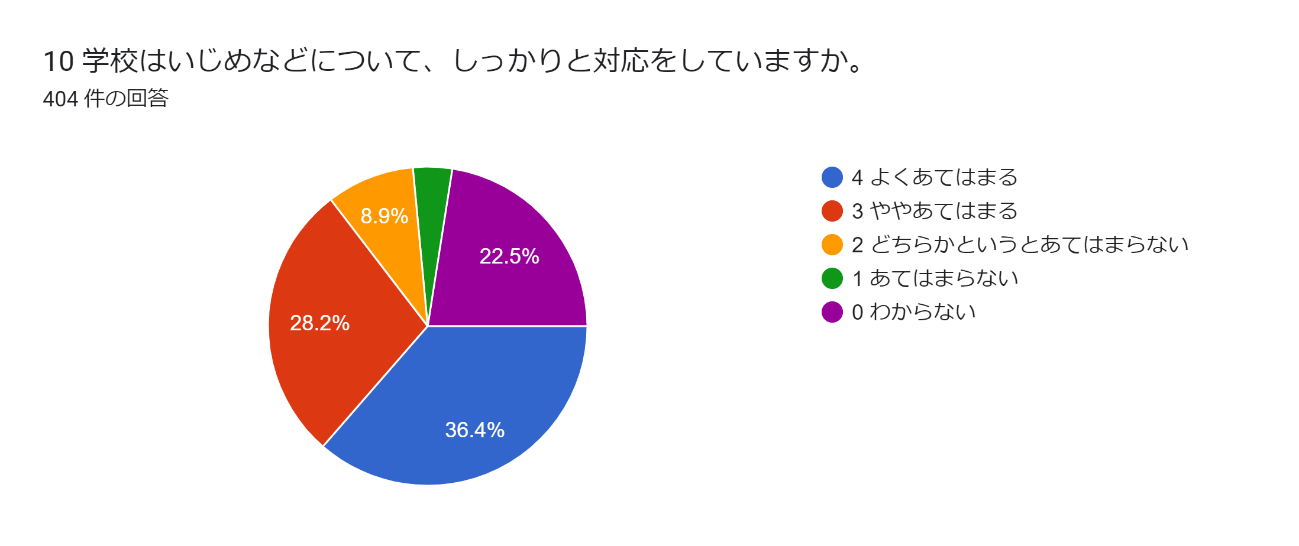 10 学校はいじめなどについて、しっかりと対応をしていますか。
404 件の回答
4 よくあてはまる
3 ややあてはまる
2 どちらかというとあてはまらない
1 あてはまらない
0 わからない
8.9%
22.5%
28.2%
36.4%